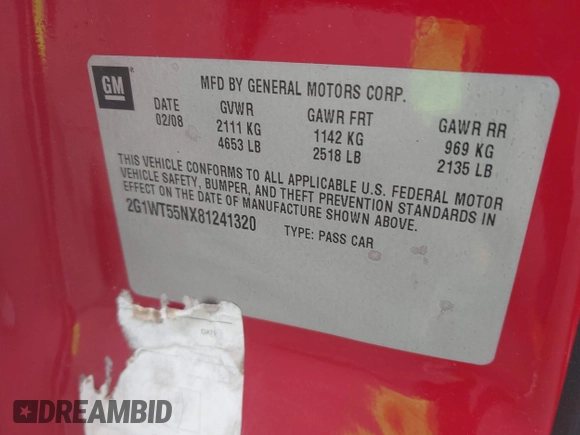 GM
MFD BY GENERAL MOTORS CORP.
DATE GVWR GAWR FRT GAWR RR
02/08 2111 KG 1142 KG 969 KG
4653 LB 2518 LB 2135 LB
THIS VEHICLE CONFORMS TO ALL APPLICABLE U.S. FEDERAL MOTOR
VEHICLE SAFETY, BUMPER, AND THEFT PREVENTION STANDARDS IN
EFFECT ON THE DATE OF MANUFACTURE SHOWN ABOVE.
2G1WT55NX81241320 TYPE: PASS CAR
DREAMBID